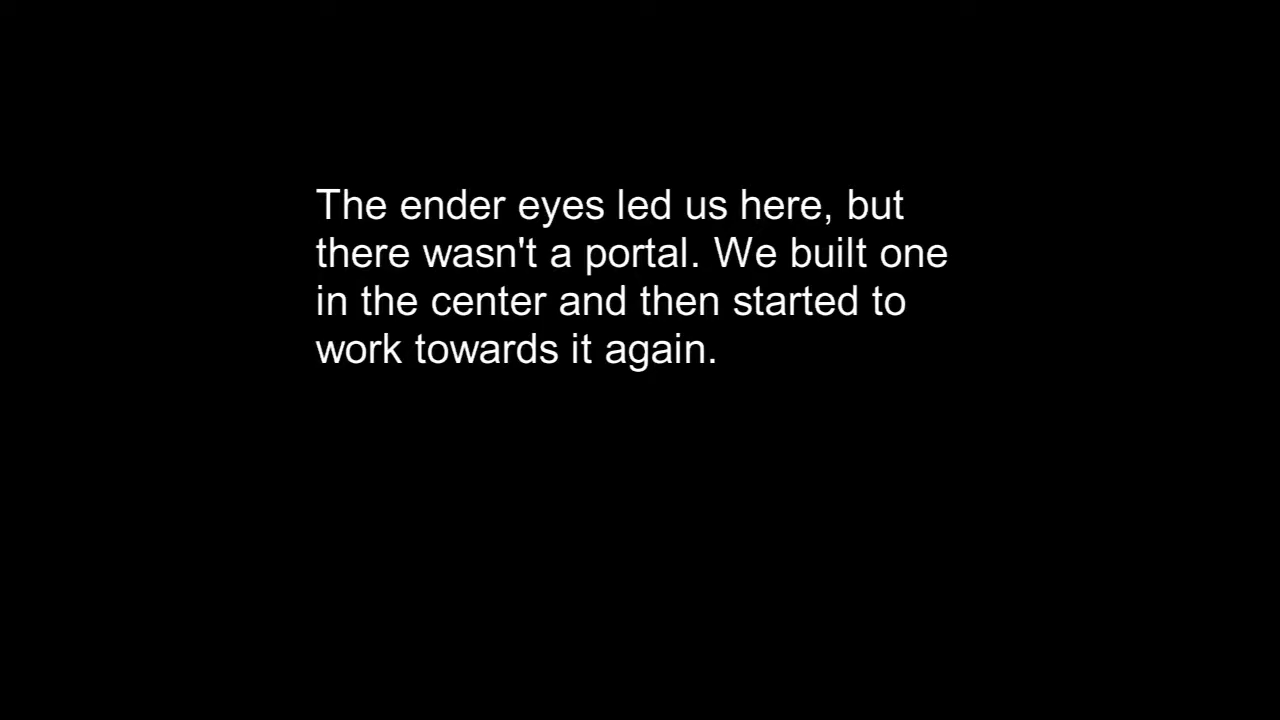 The ender eyes led us here, but
there wasn't a portal. We built one
in the center and then started to
work towards it again.